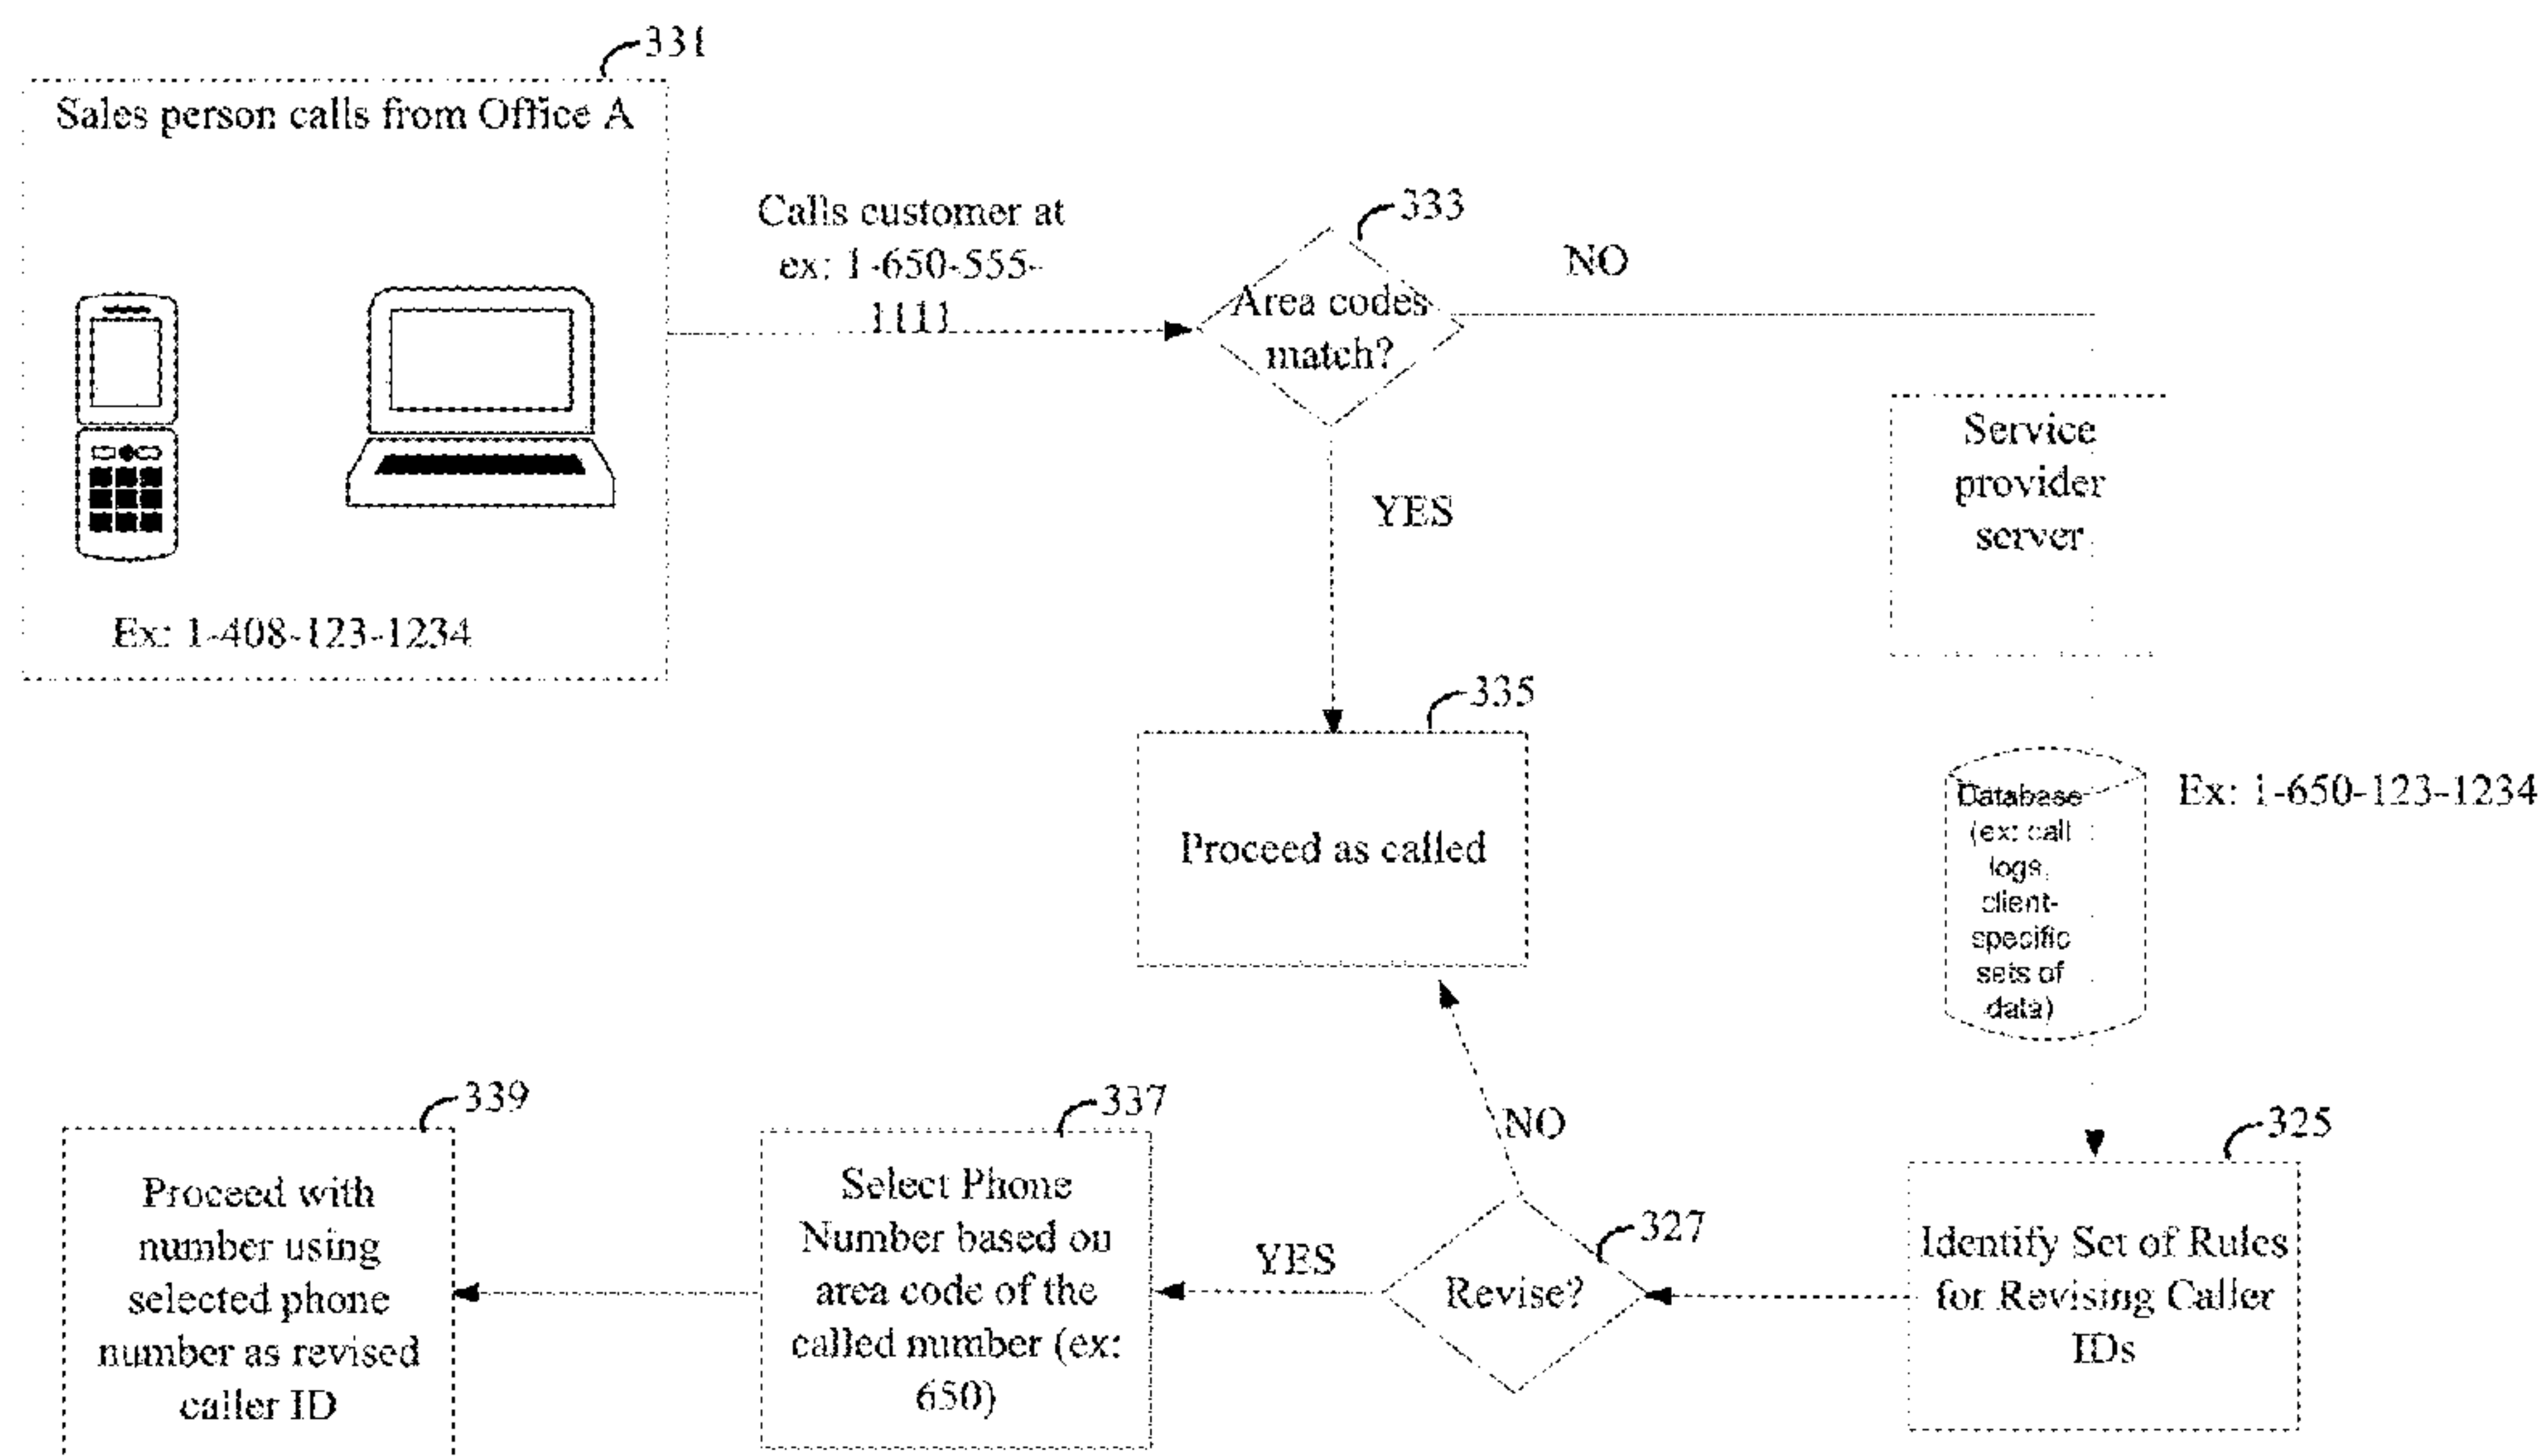 331
Sales person calls from Office A
Ex: 1-408-123-1234
Calls customer at
ex: 1-650-555-
1111
333
Area codes
match?
NO
YES
Service
provider
server
335
Proceed as called
Database
(ex: call
logs,
client-
specific
sets of
data)
Ex: 1-650-123-1234
325
Identify Set of Rules
for Revising Caller
IDs
327
Revise?
NO
YES
337
Select Phone
Number based on
area code of the
called number (ex:
650)
339
Proceed with
number using
selected phone
number as revised
caller ID